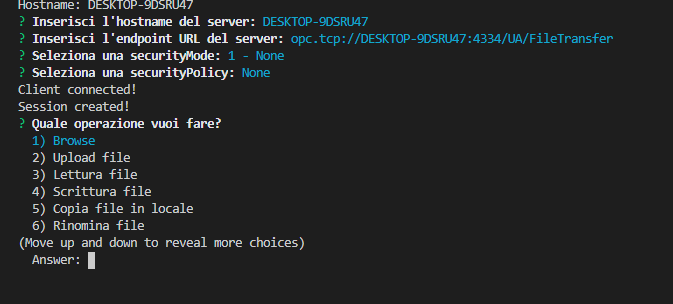 Hostname: DESKTOP-9DSRU47
? Inserisci l'hostname del server: DESKTOP-9DSRU47
? Inserisci l'endpoint URL del server: opc.tcp://DESKTOP-9DSRU47:4334/UA/FileTransfer
? Seleziona una securityMode: 1 - None
? Seleziona una securityPolicy: None
Client connected!
Session created!
? Quale operazione vuoi fare?
1) Browse
2) Upload file
3) Lettura file
4) Scrittura file
5) Copia file in locale
6) Rinomina file
(Move up and down to reveal more choices)
Answer: